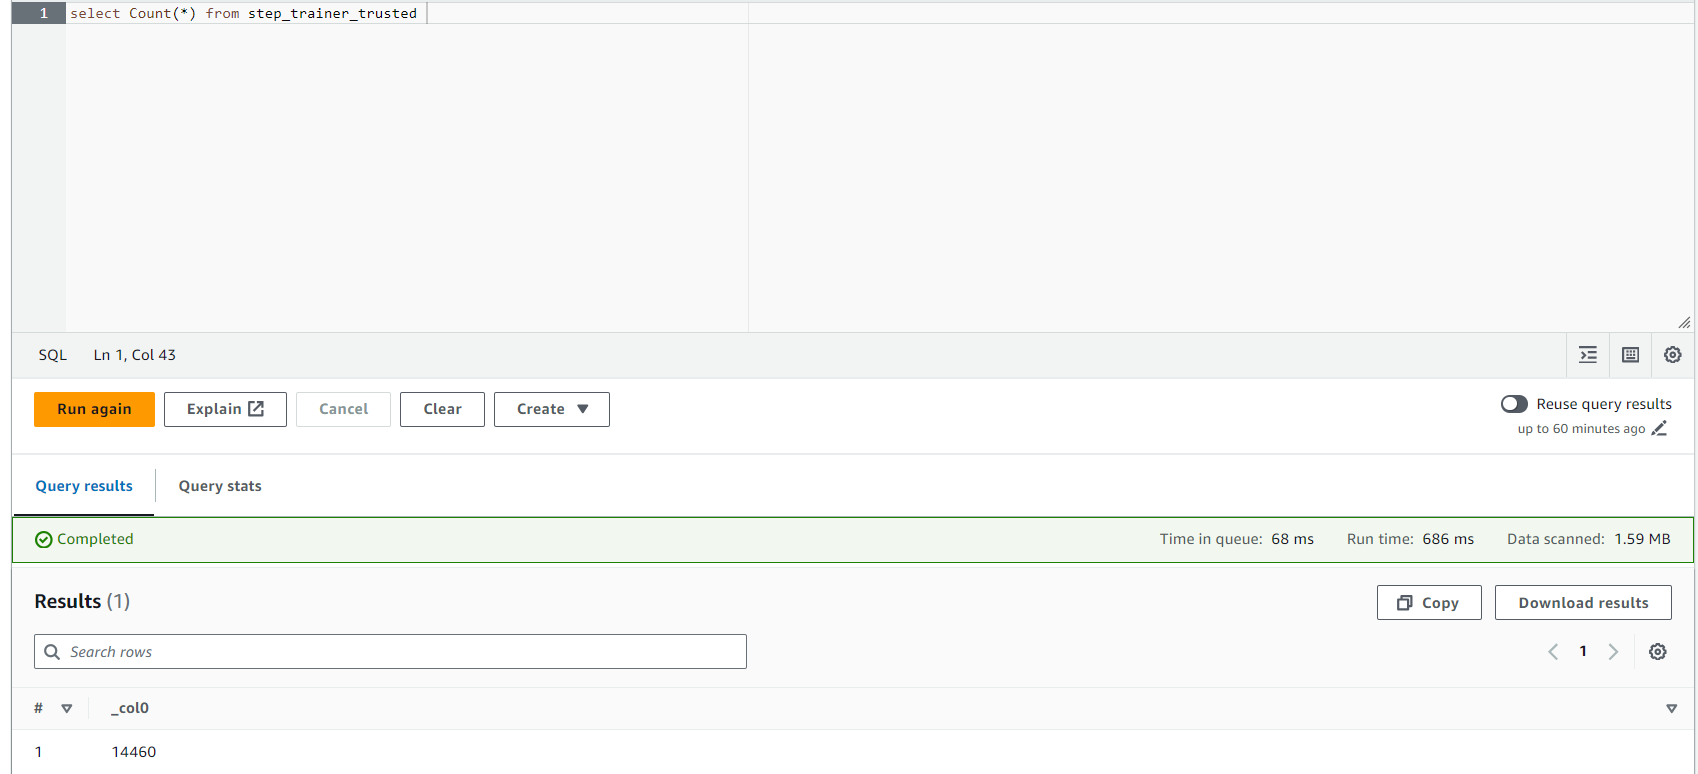 1 select Count(*) from step_trainer_trusted
SQL Ln 1, Col 43
Run again Explain Cancel Clear Create Reuse query results
up to 60 minutes ago
Query results Query stats
Completed Time in queue: 68 ms Run time: 686 ms Data scanned: 1.59 MB
Results (1) Copy Download results
Search rows 1
# _col0
1 14460